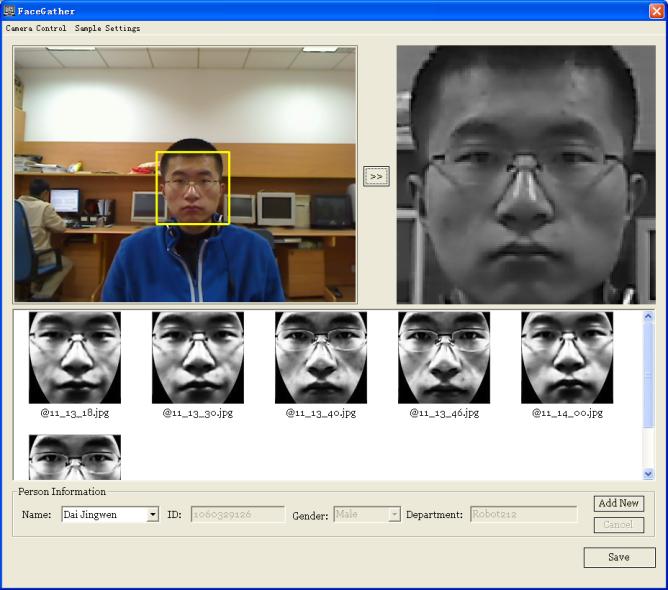 FaceGather
Camera Control Sample Settings
>>
@11_13_18.jpg @11_13_30.jpg @11_13_40.jpg @11_13_46.jpg @11_14_00.jpg
Person Information
Name: Dai Jingwen ID: 1060329126 Gender: Male Department: Robot212
Add New
Cancel
Save